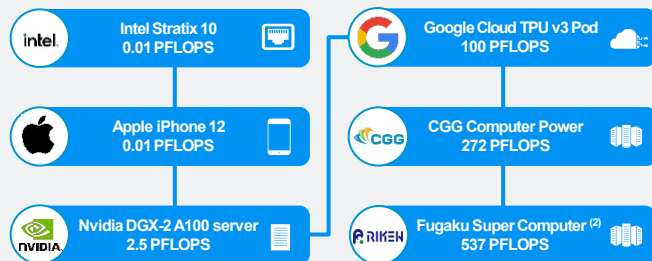 intel.
Intel Stratix 10
0.01 PFLOPS
Apple iPhone 12
0.01 PFLOPS
NVIDIA.
Nvidia DGX-2 A100 server
2.5 PFLOPS
G
Google Cloud TPU v3 Pod
100 PFLOPS
CGG
CGG Computer Power
272 PFLOPS
RIKEN
Fugaku Super Computer (2)
537 PFLOPS